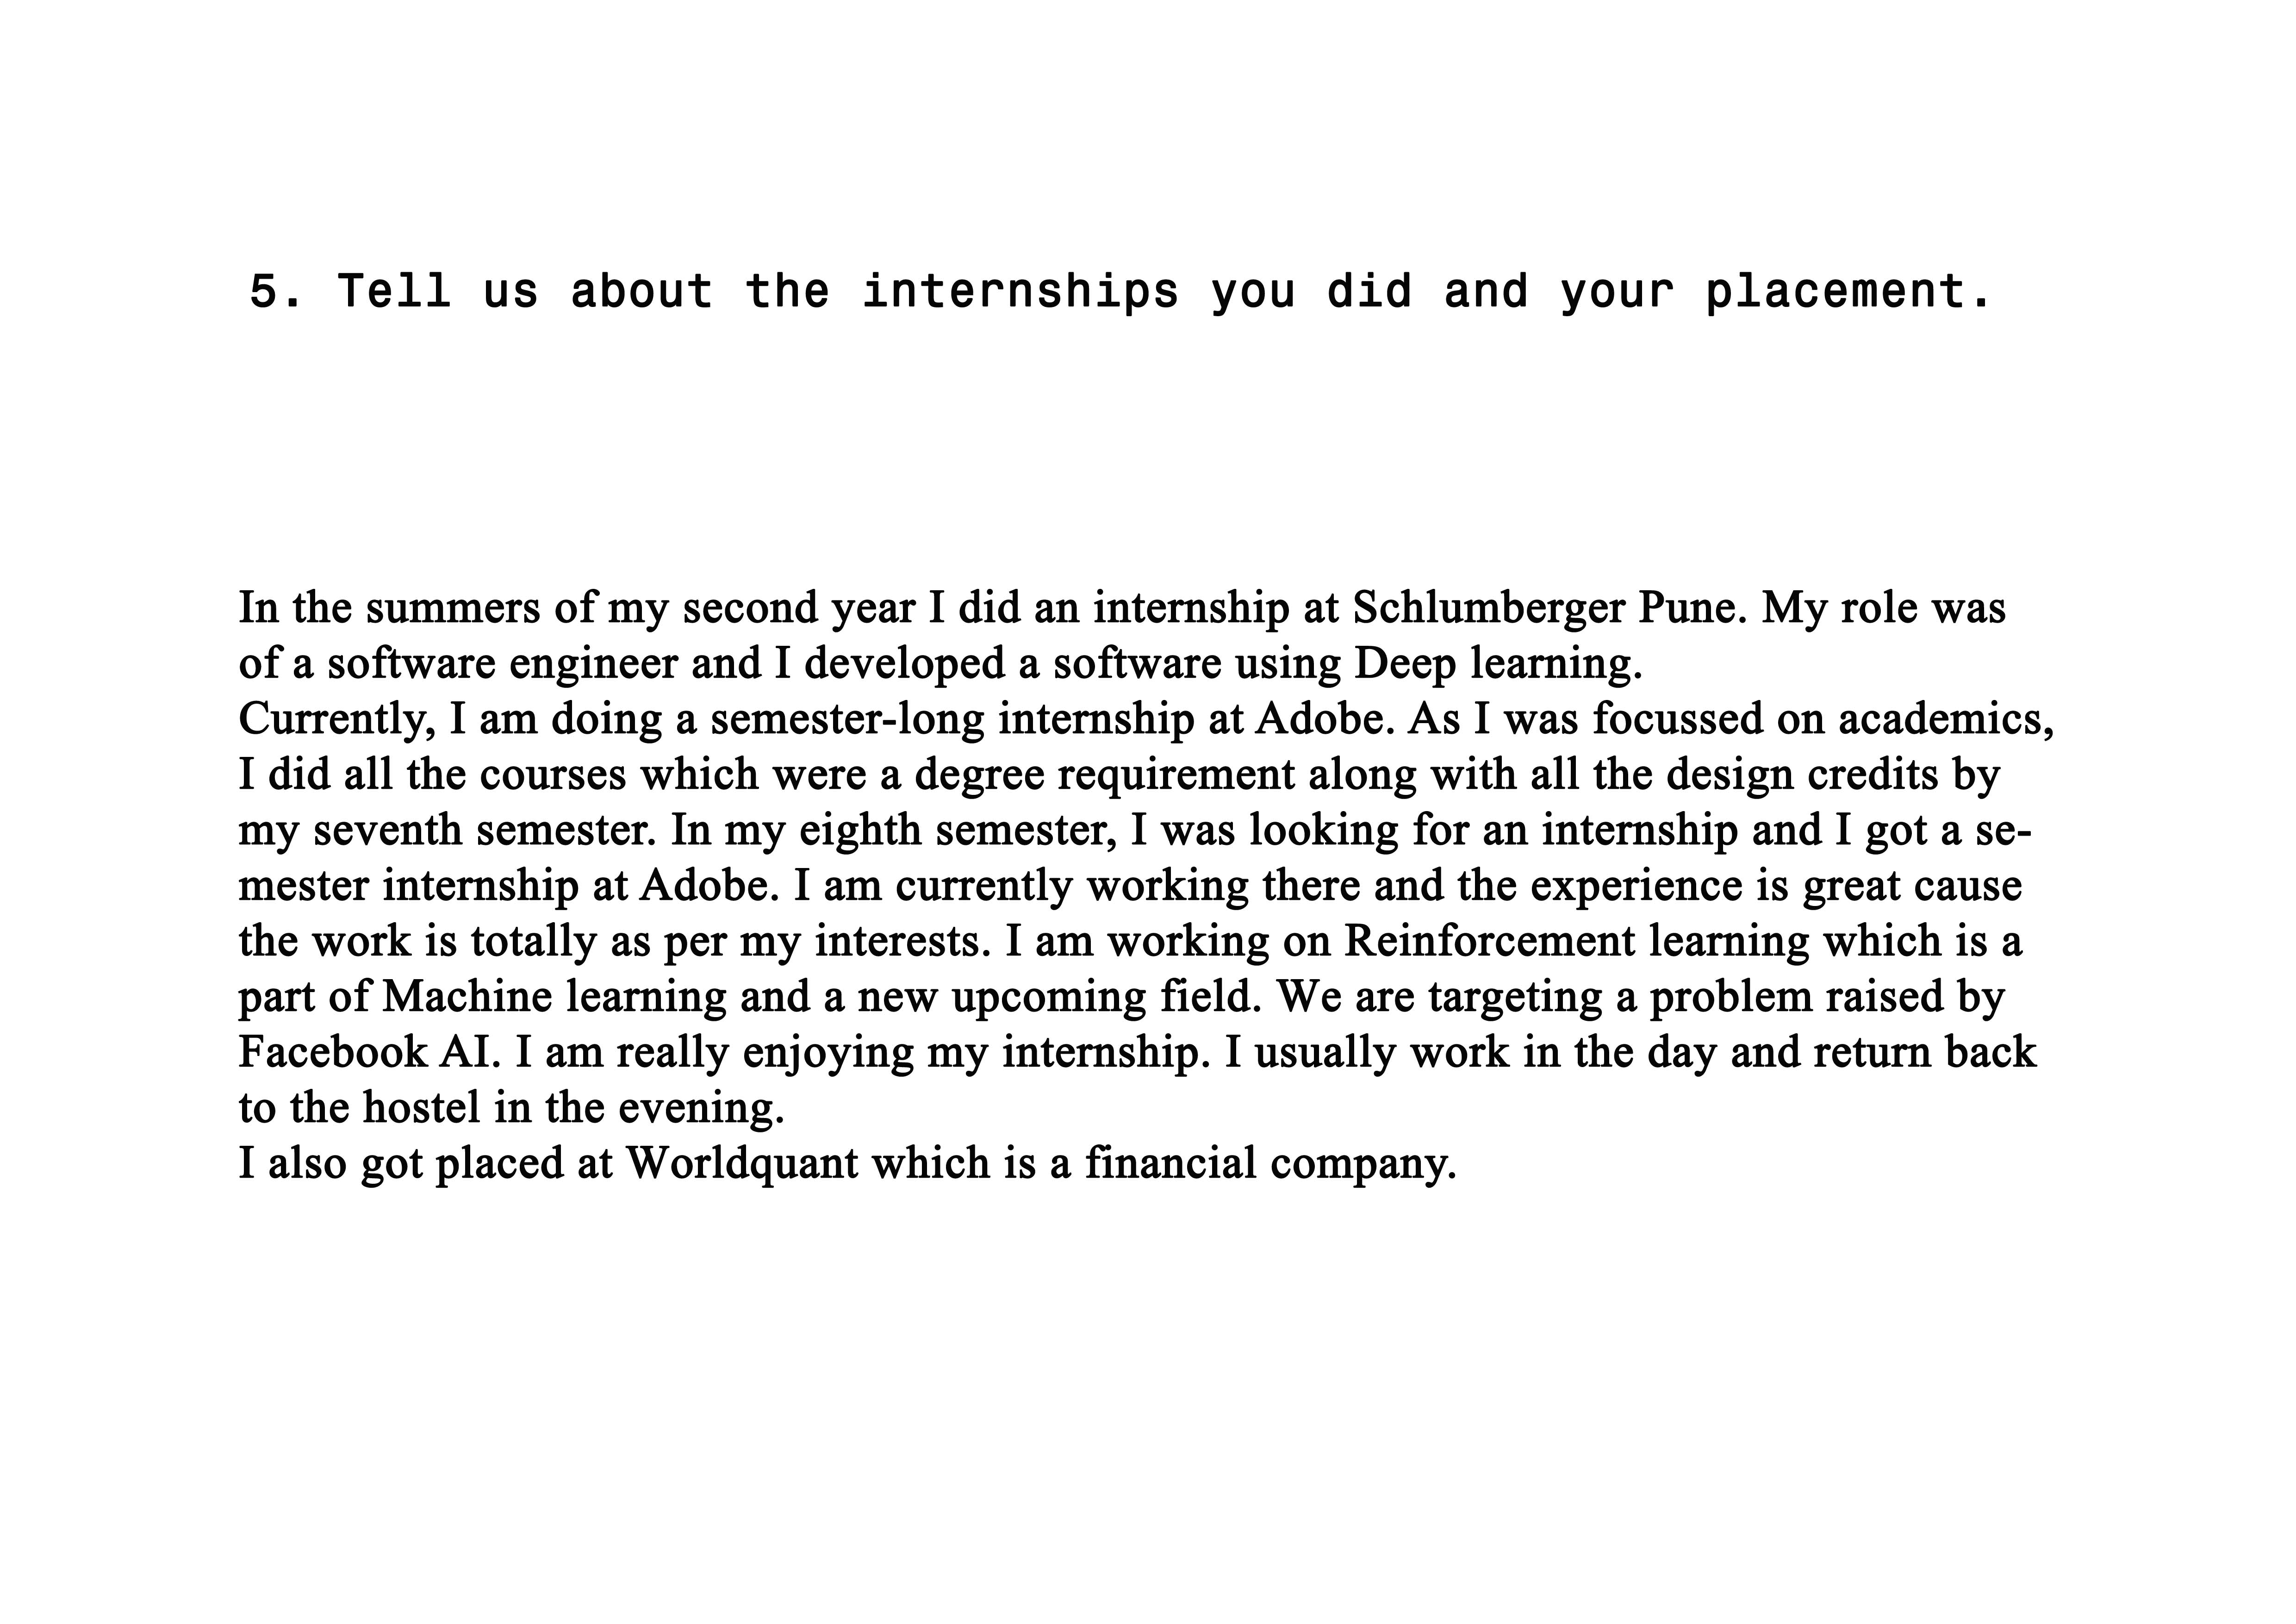 5. Tell us about the internships you did and your placement.
In the summers of my second year I did an internship at Schlumberger Pune. My role was
of a software engineer and I developed a software using Deep learning.
Currently, I am doing a semester-long internship at Adobe. As I was focussed on academics,
I did all the courses which were a degree requirement along with all the design credits by
my seventh semester. In my eighth semester, I was looking for an internship and I got a se-
mester internship at Adobe. I am currently working there and the experience is great cause
the work is totally as per my interests. I am working on Reinforcement learning which is a
part of Machine learning and a new upcoming field. We are targeting a problem raised by
Facebook AI. I am really enjoying my internship. I usually work in the day and return back
to the hostel in the evening.
I also got placed at Worldquant which is a financial company.